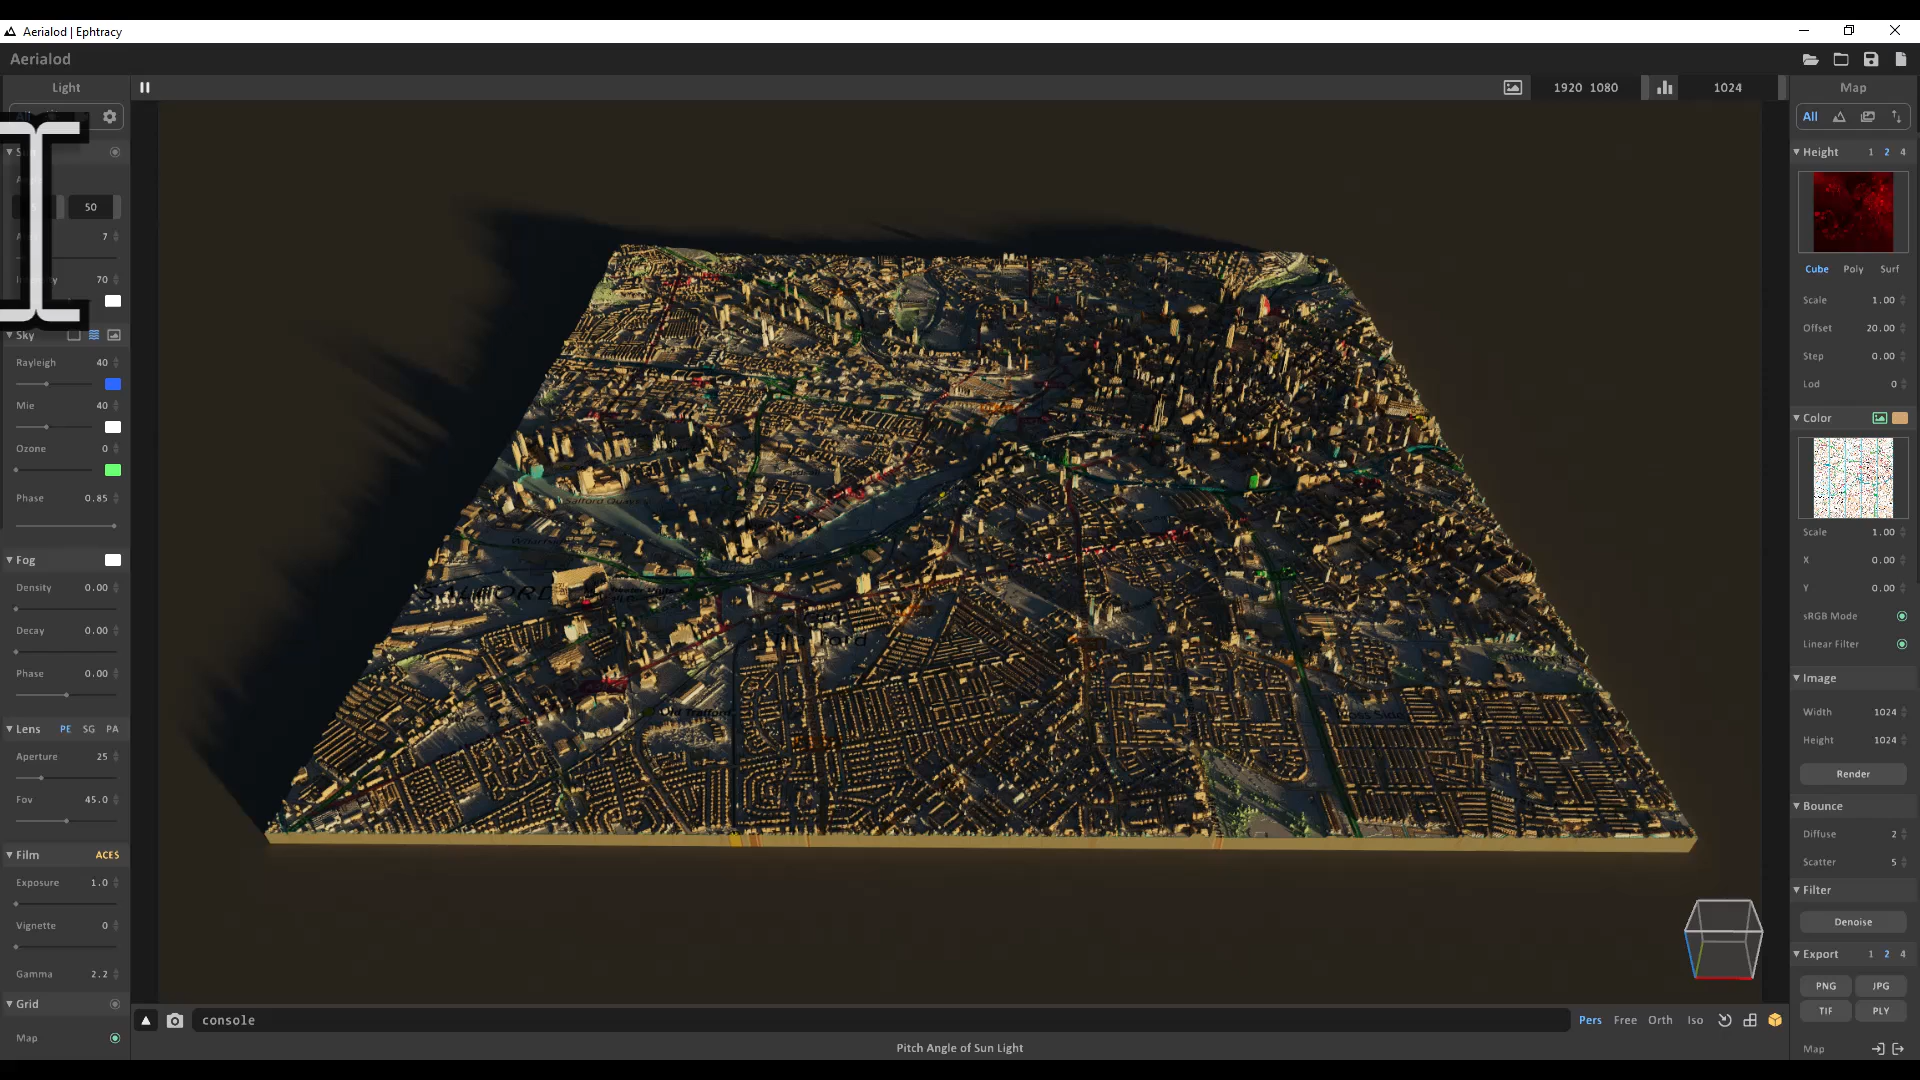 Aerialod | Ephtracy
Aerialod
Light
1920 1080
1024
Map
All
Height 1 2 4
50
7
70
Cube Poly Surf
Scale 1.00
Offset 20.00
Step 0.00
Lod 0
Sky
Rayleigh 40
Mie 40
Ozone 0
Phase 0.85
Color
Scale 1.00
X 0.00
Y 0.00
sRGB Mode
Linear Filter
Fog
Density 0.00
Decay 0.00
Phase 0.00
Image
Width 1024
Height 1024
Render
Lens PE SG PA
Aperture 25
Fov 45.0
Bounce
Diffuse 2
Scatter 5
Film ACES
Exposure 1.0
Vignette 0
Gamma 2.2
Filter
Denoise
Export 1 2 4
PNG JPG
TIF PLY
Grid
Map
Map
Salford Quays
SALFORD
Old Trafford
console
Pers Free Orth Iso
Pitch Angle of Sun Light